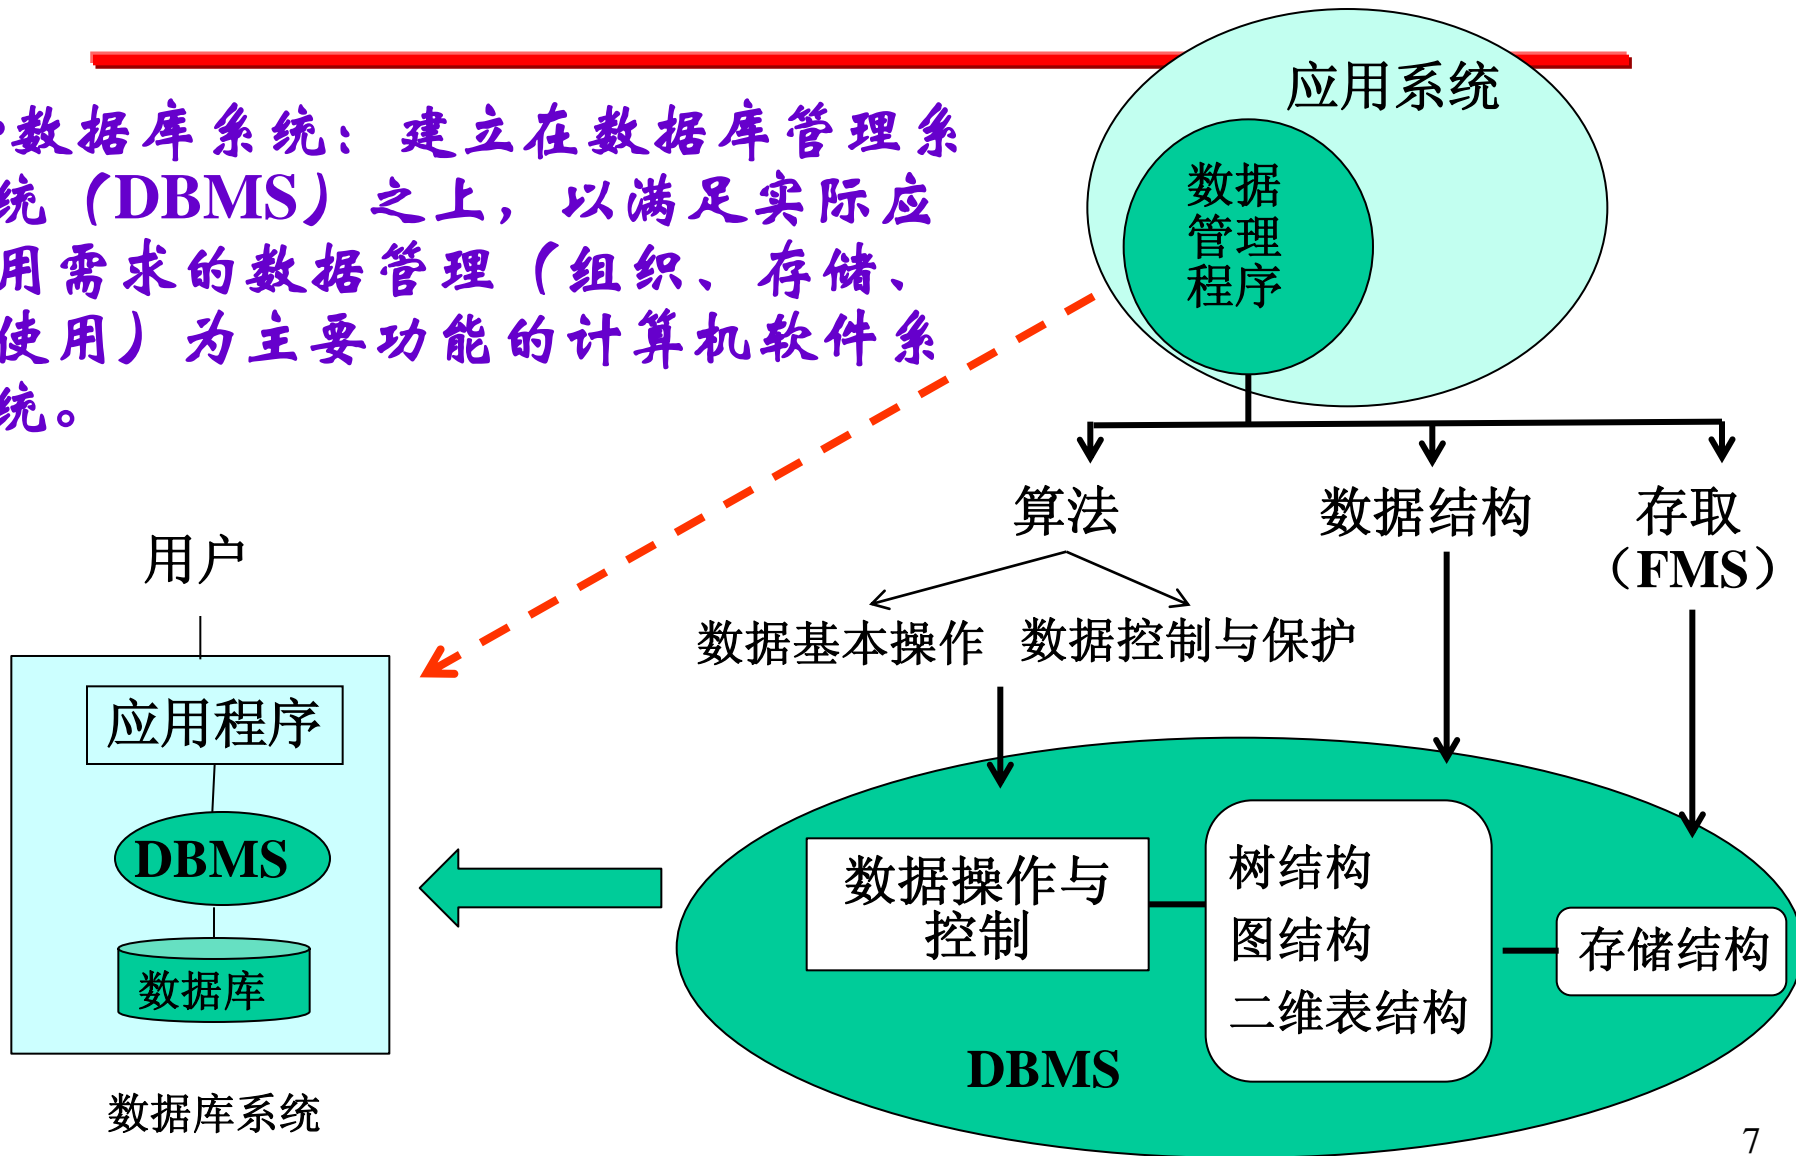 数据库系统：建立在数据库管理系
统（DBMS）之上，以满足实际应
用需求的数据管理（组织、存储、
使用）为主要功能的计算机软件系
统。
应用系统
数据
管理
程序
算法
数据结构
存取
（FMS）
数据基本操作
数据控制与保护
用户
应用程序
DBMS
数据库
数据库系统
数据操作与
控制
树结构
图结构
二维表结构
存储结构
DBMS
7